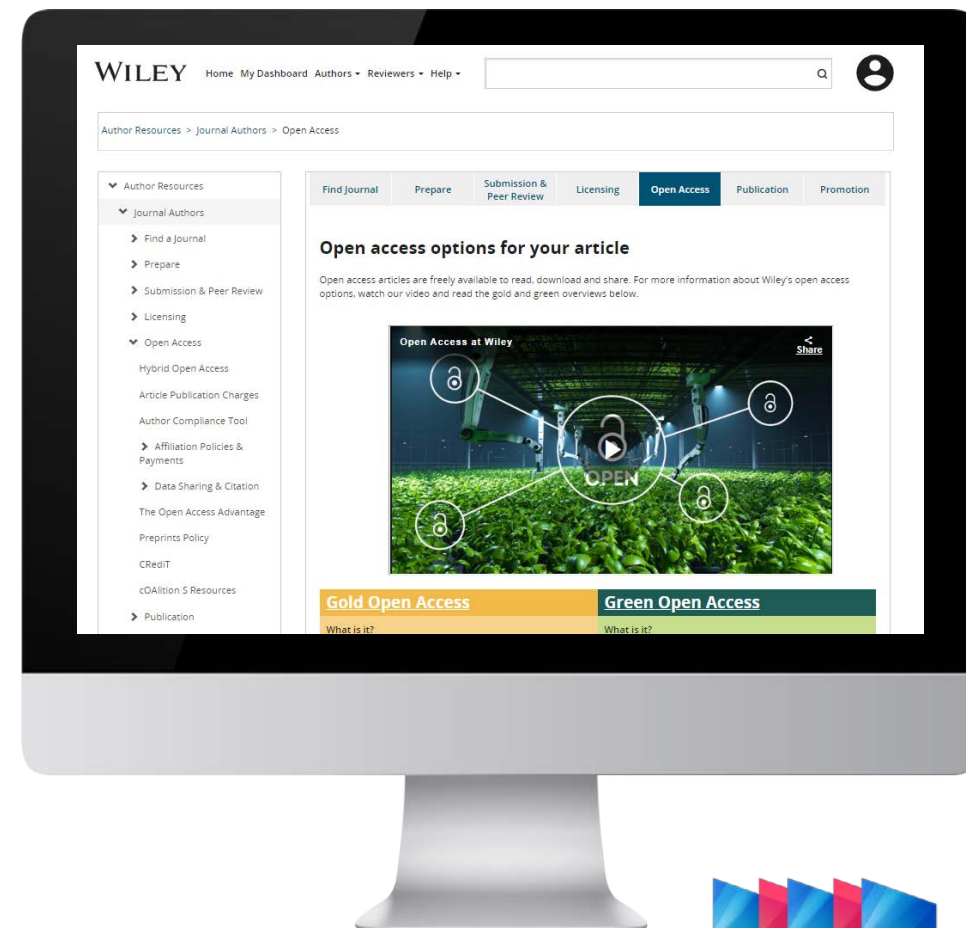 WILEY Home My Dashboard Authors Reviewers Help
Author Resources > Journal Authors > Open Access
Author Resources
Journal Authors
Find a Journal
Prepare
Submission & Peer Review
Licensing
Open Access
Hybrid Open Access
Article Publication Charges
Author Compliance Tool
Affiliation Policies &
Payments
Data Sharing & Citation
The Open Access Advantage
Preprints Policy
CRediT
cOAlition S Resources
Publication
Find Journal Prepare Submission & Licensing Open Access Publication Promotion
Peer Review
Open access options for your article
Open access articles are freely available to read, download and share. For more information about Wiley's open access
options, watch our video and read the gold and green overviews below.
Open Access at Wiley
Share
OPEN
Gold Open Access
What is it?
Green Open Access
What is it?